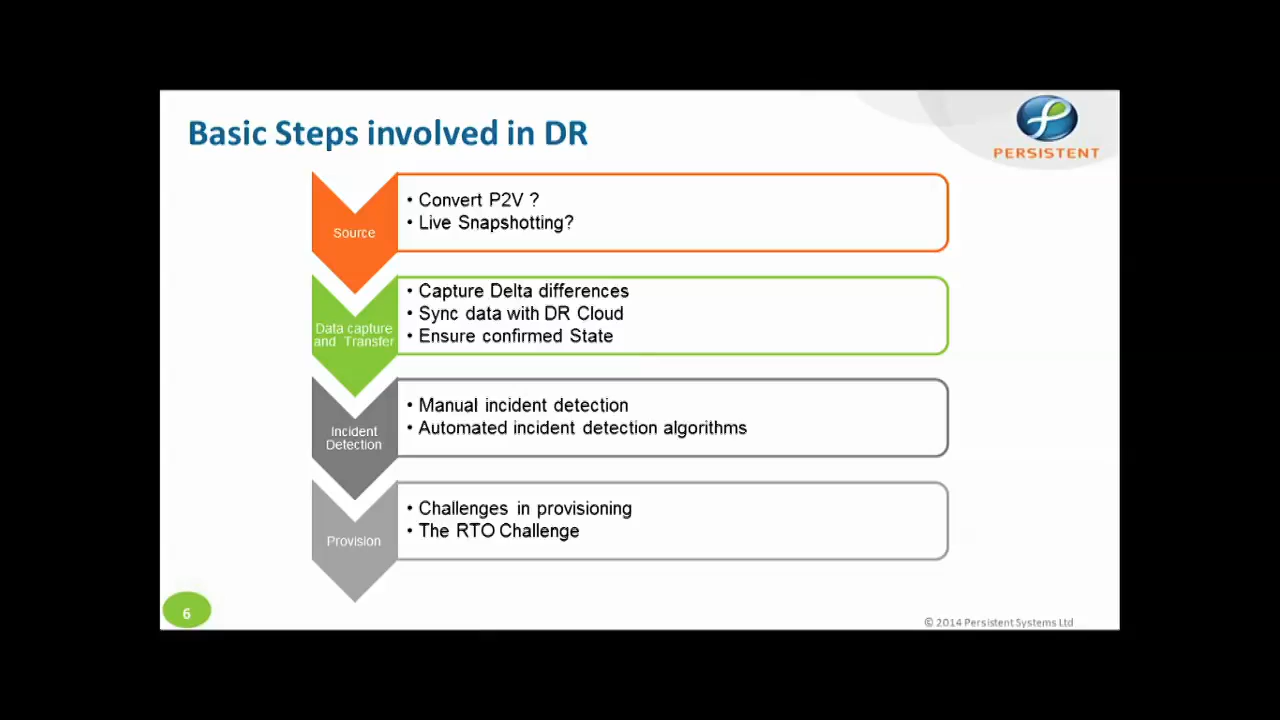 Basic Steps involved in DR
PERSISTENT
Source
• Convert P2V ?
• Live Snapshotting?
Data capture
and Transfer
• Capture Delta differences
• Sync data with DR Cloud
• Ensure confirmed State
Incident
Detection
• Manual incident detection
• Automated incident detection algorithms
Provision
• Challenges in provisioning
• The RTO Challenge
6
© 2014 Persistent Systems Ltd